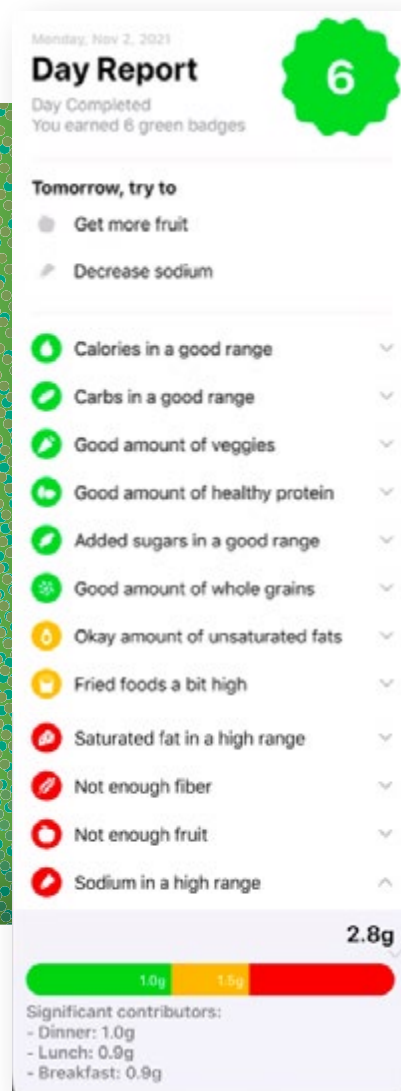 Monday, Nov 2, 2021
Day Report
6
Day Completed
You earned 6 green badges
Tomorrow, try to
Get more fruit
Decrease sodium
Calories in a good range
Carbs in a good range
Good amount of veggies
Good amount of healthy protein
Added sugars in a good range
Good amount of whole grains
Okay amount of unsaturated fats
Fried foods a bit high
Saturated fat in a high range
Not enough fiber
Not enough fruit
Sodium in a high range
2.8g
1.0g 1.5g
Significant contributors:
- Dinner: 1.0g
- Lunch: 0.9g
- Breakfast: 0.9g